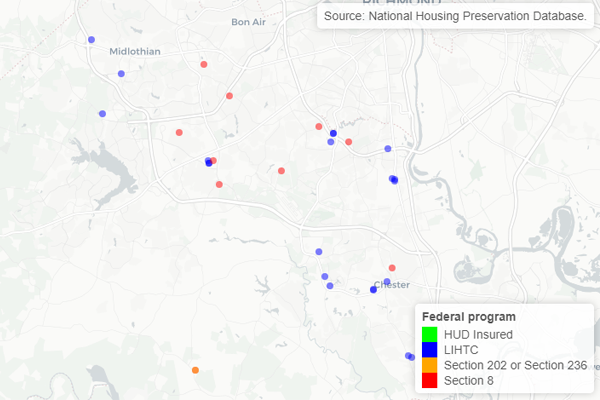 RICHMOND
Source: National Housing Preservation Database.
Bon Air
Midlothian
Chester
Federal program
HUD Insured
LIHTC
Section 202 or Section 236
Section 8